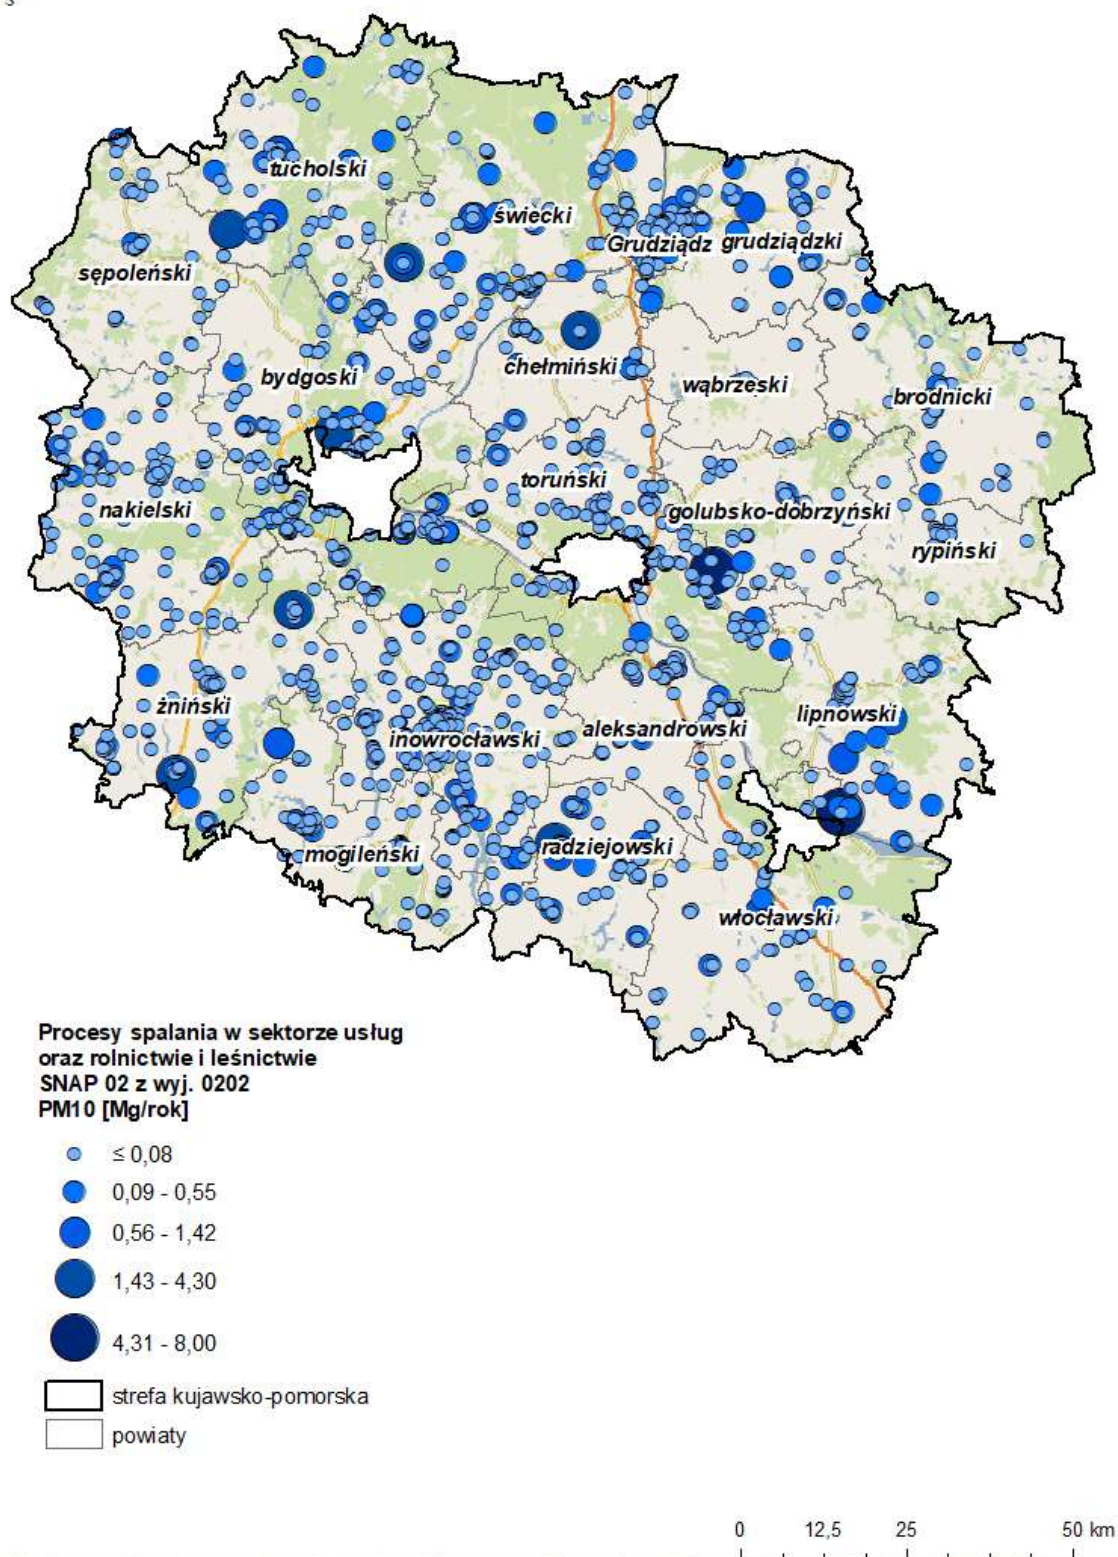 tucholski
świecki
Grudziądz grudziądzki
sępoleński
bydgoski
chełmiński
wąbrzeski
brodnicki
toruński
nakielski
golubsko-dobrzyński
rypiński
żniński
inowrocławski
aleksandrowski
lipnowski
mogileński
radziejowski
włocławski
Procesy spalania w sektorze usług
oraz rolnictwie i leśnictwie
SNAP 02 z wyj. 0202
PM10 [Mg/rok]
≤ 0,08
0,09 - 0,55
0,56 - 1,42
1,43 - 4,30
4,31 - 8,00
strefa kujawsko-pomorska
powiaty
0 12,5 25 50 km